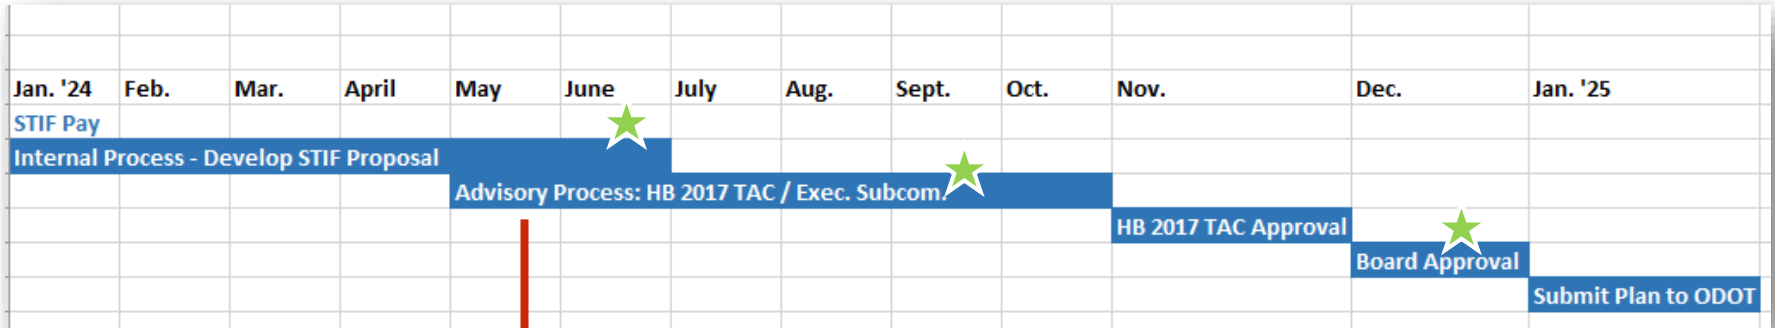 Jan. '24 Feb. Mar. April May June July Aug. Sept. Oct. Nov. Dec. Jan. '25
STIF Pay
Internal Process - Develop STIF Proposal
Advisory Process: HB 2017 TAC / Exec. Subcom.
HB 2017 TAC Approval
Board Approval
Submit Plan to ODOT